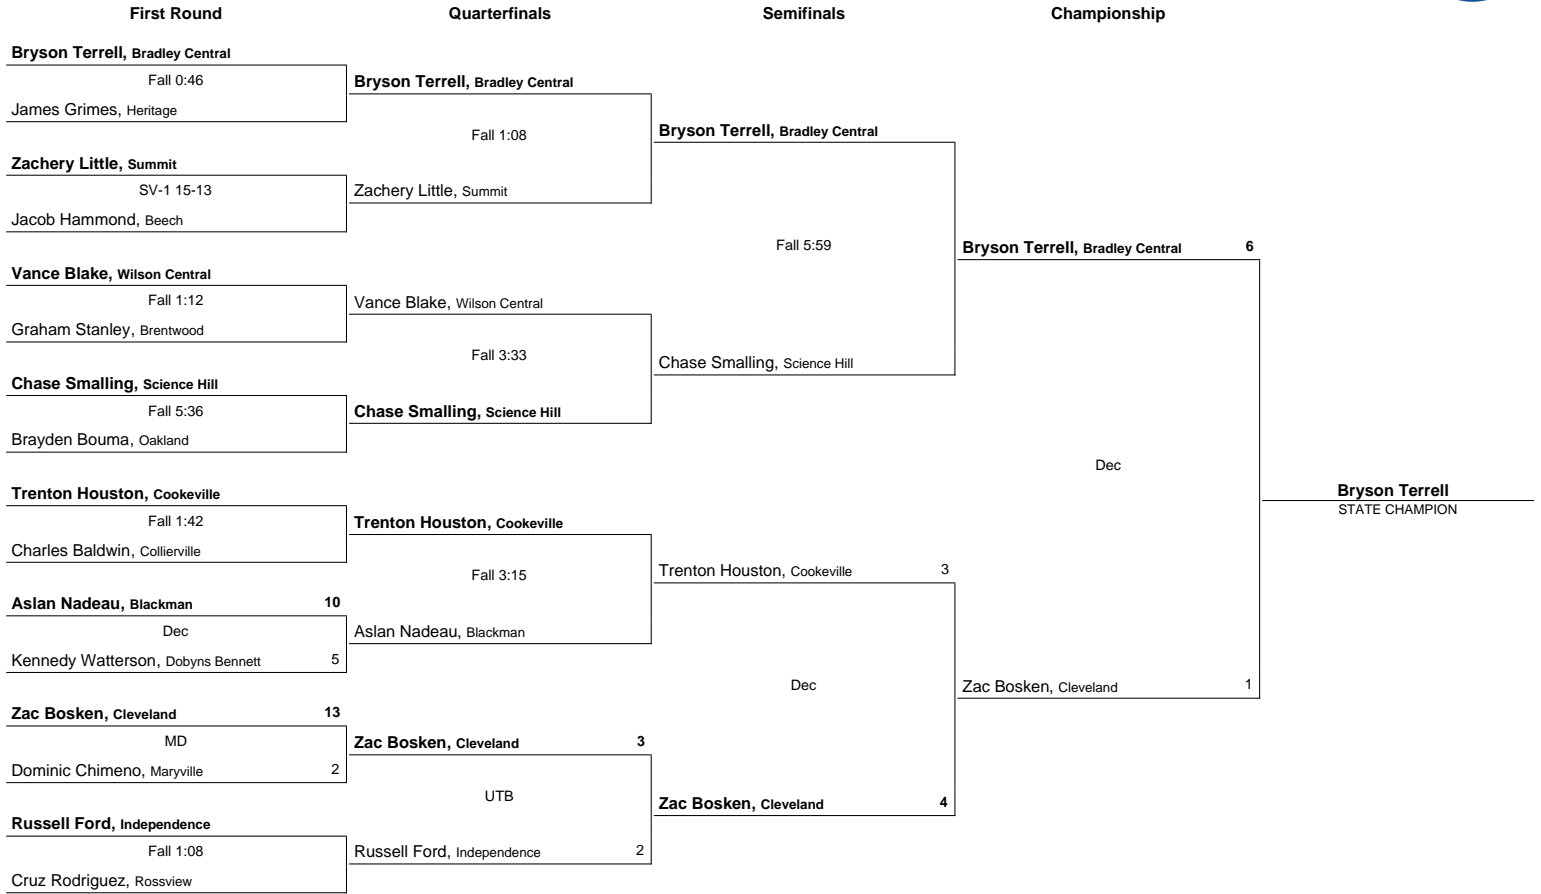 First Round
Quarterfinals
Semifinals
Championship
Bryson Terrell, Bradley Central
Fall 0:46
James Grimes, Heritage
Zachery Little, Summit
SV-1 15-13
Jacob Hammond, Beech
Vance Blake, Wilson Central
Fall 1:12
Graham Stanley, Brentwood
Chase Smalling, Science Hill
Fall 5:36
Brayden Bouma, Oakland
Trenton Houston, Cookeville
Fall 1:42
Charles Baldwin, Collierville
Aslan Nadeau, Blackman 10
Dec
Kennedy Watterson, Dobyns Bennett 5
Zac Bosken, Cleveland 13
MD
Dominic Chimeno, Maryville 2
Russell Ford, Independence
Fall 1:08
Cruz Rodriguez, Rossview
Bryson Terrell, Bradley Central
Fall 1:08
Zachery Little, Summit
Vance Blake, Wilson Central
Fall 3:33
Chase Smalling, Science Hill
Trenton Houston, Cookeville
Fall 3:15
Aslan Nadeau, Blackman
Zac Bosken, Cleveland 3
UTB
Russell Ford, Independence 2
Bryson Terrell, Bradley Central
Fall 5:59
Chase Smalling, Science Hill
Trenton Houston, Cookeville 3
Dec
Zac Bosken, Cleveland 4
Bryson Terrell, Bradley Central 6
Dec
Zac Bosken, Cleveland 1
Bryson Terrell
STATE CHAMPION